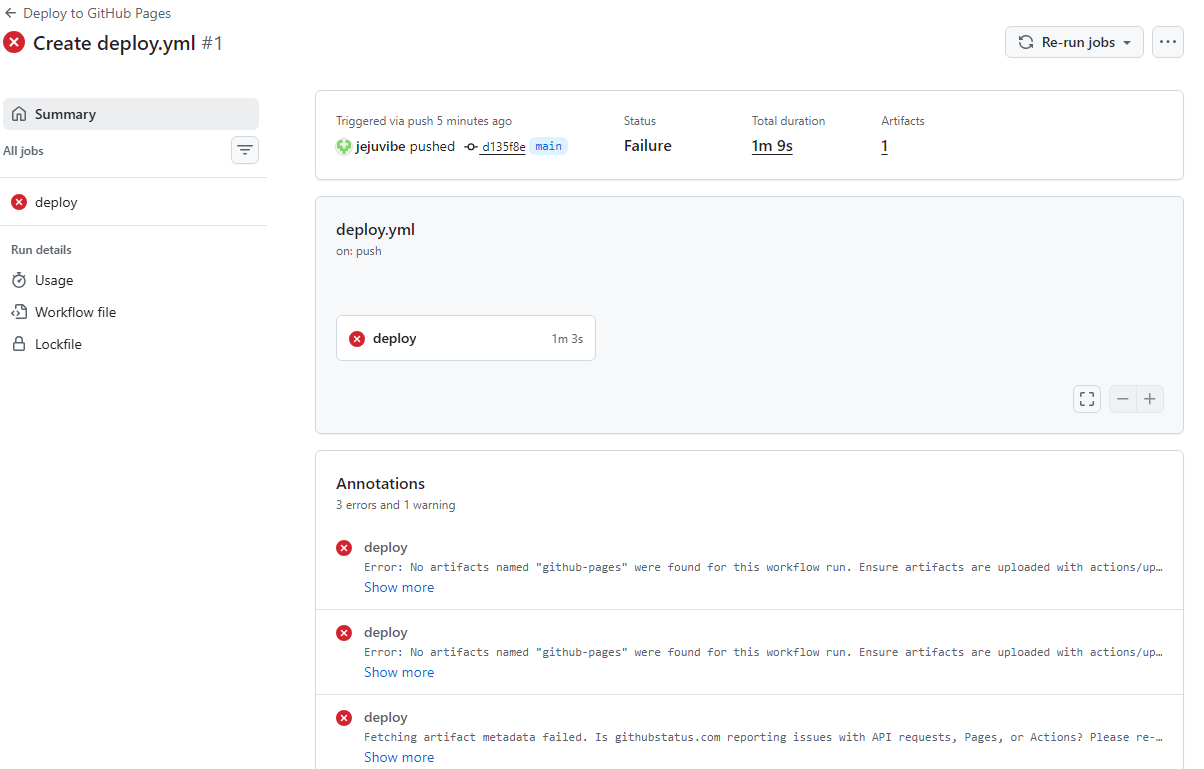 Deploy to GitHub Pages
Create deploy.yml #1
Re-run jobs
Summary
All jobs
deploy
Run details
Usage
Workflow file
Lockfile
Triggered via push 5 minutes ago
jejuvibe pushed d135f8e main
Status
Failure
Total duration
1m 9s
Artifacts
1
deploy.yml
on: push
deploy 1m 3s
Annotations
3 errors and 1 warning
deploy
Error: No artifacts named "github-pages" were found for this workflow run. Ensure artifacts are uploaded with actions/up…
Show more
deploy
Error: No artifacts named "github-pages" were found for this workflow run. Ensure artifacts are uploaded with actions/up…
Show more
deploy
Fetching artifact metadata failed. Is githubstatus.com reporting issues with API requests, Pages, or Actions? Please re-…
Show more